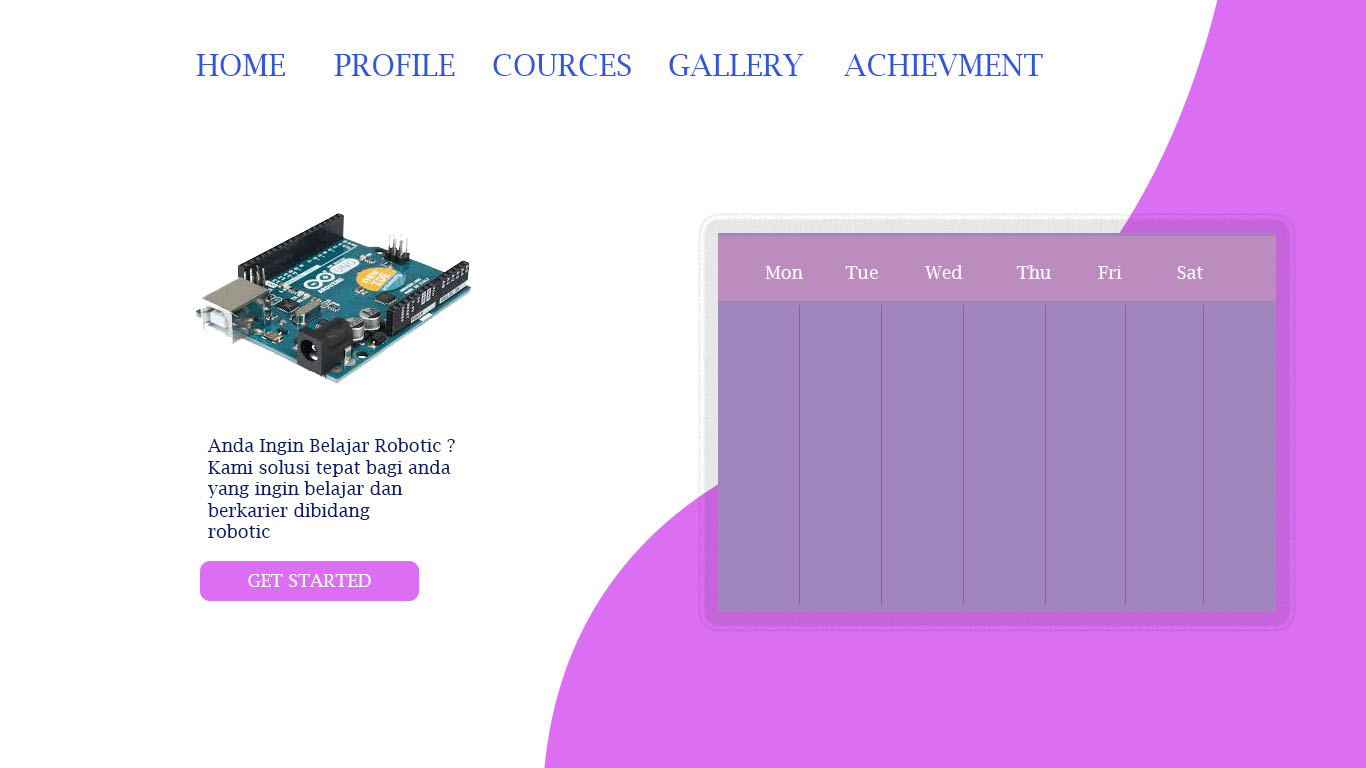 HOME PROFILE COURCES GALLERY ACHIEVMENT
Mon Tue Wed Thu Fri Sat
Anda Ingin Belajar Robotic ?
Kami solusi tepat bagi anda
yang ingin belajar dan
berkarier dibidang
robotic
GET STARTED